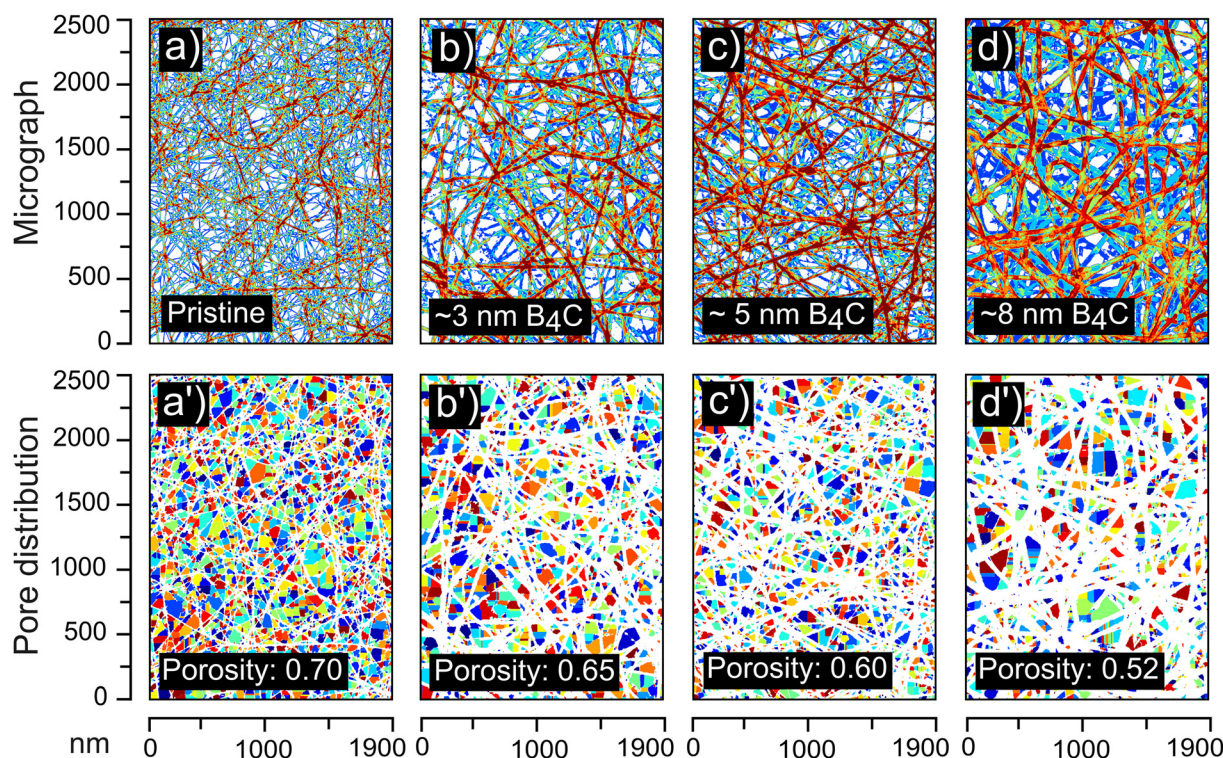 Micrograph
2500
2000
1500
1000
500
0
a)
Pristine
b)
~3 nm B₄C
c)
~ 5 nm B₄C
d)
~8 nm B₄C
Pore distribution
2500
2000
1500
1000
500
0
a')
Porosity: 0.70
b')
Porosity: 0.65
c')
Porosity: 0.60
d')
Porosity: 0.52
nm
0 1000 1900
0 1000 1900
0 1000 1900
0 1000 1900